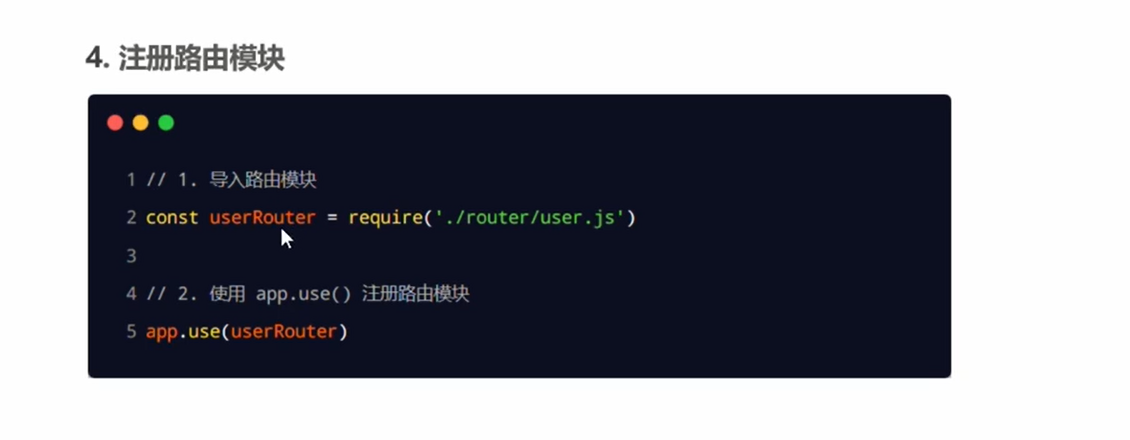 4. 注册路由模块
1 // 1. 导入路由模块
2 const userRouter = require('./router/user.js')
3
4 // 2. 使用 app.use() 注册路由模块
5 app.use(userRouter)